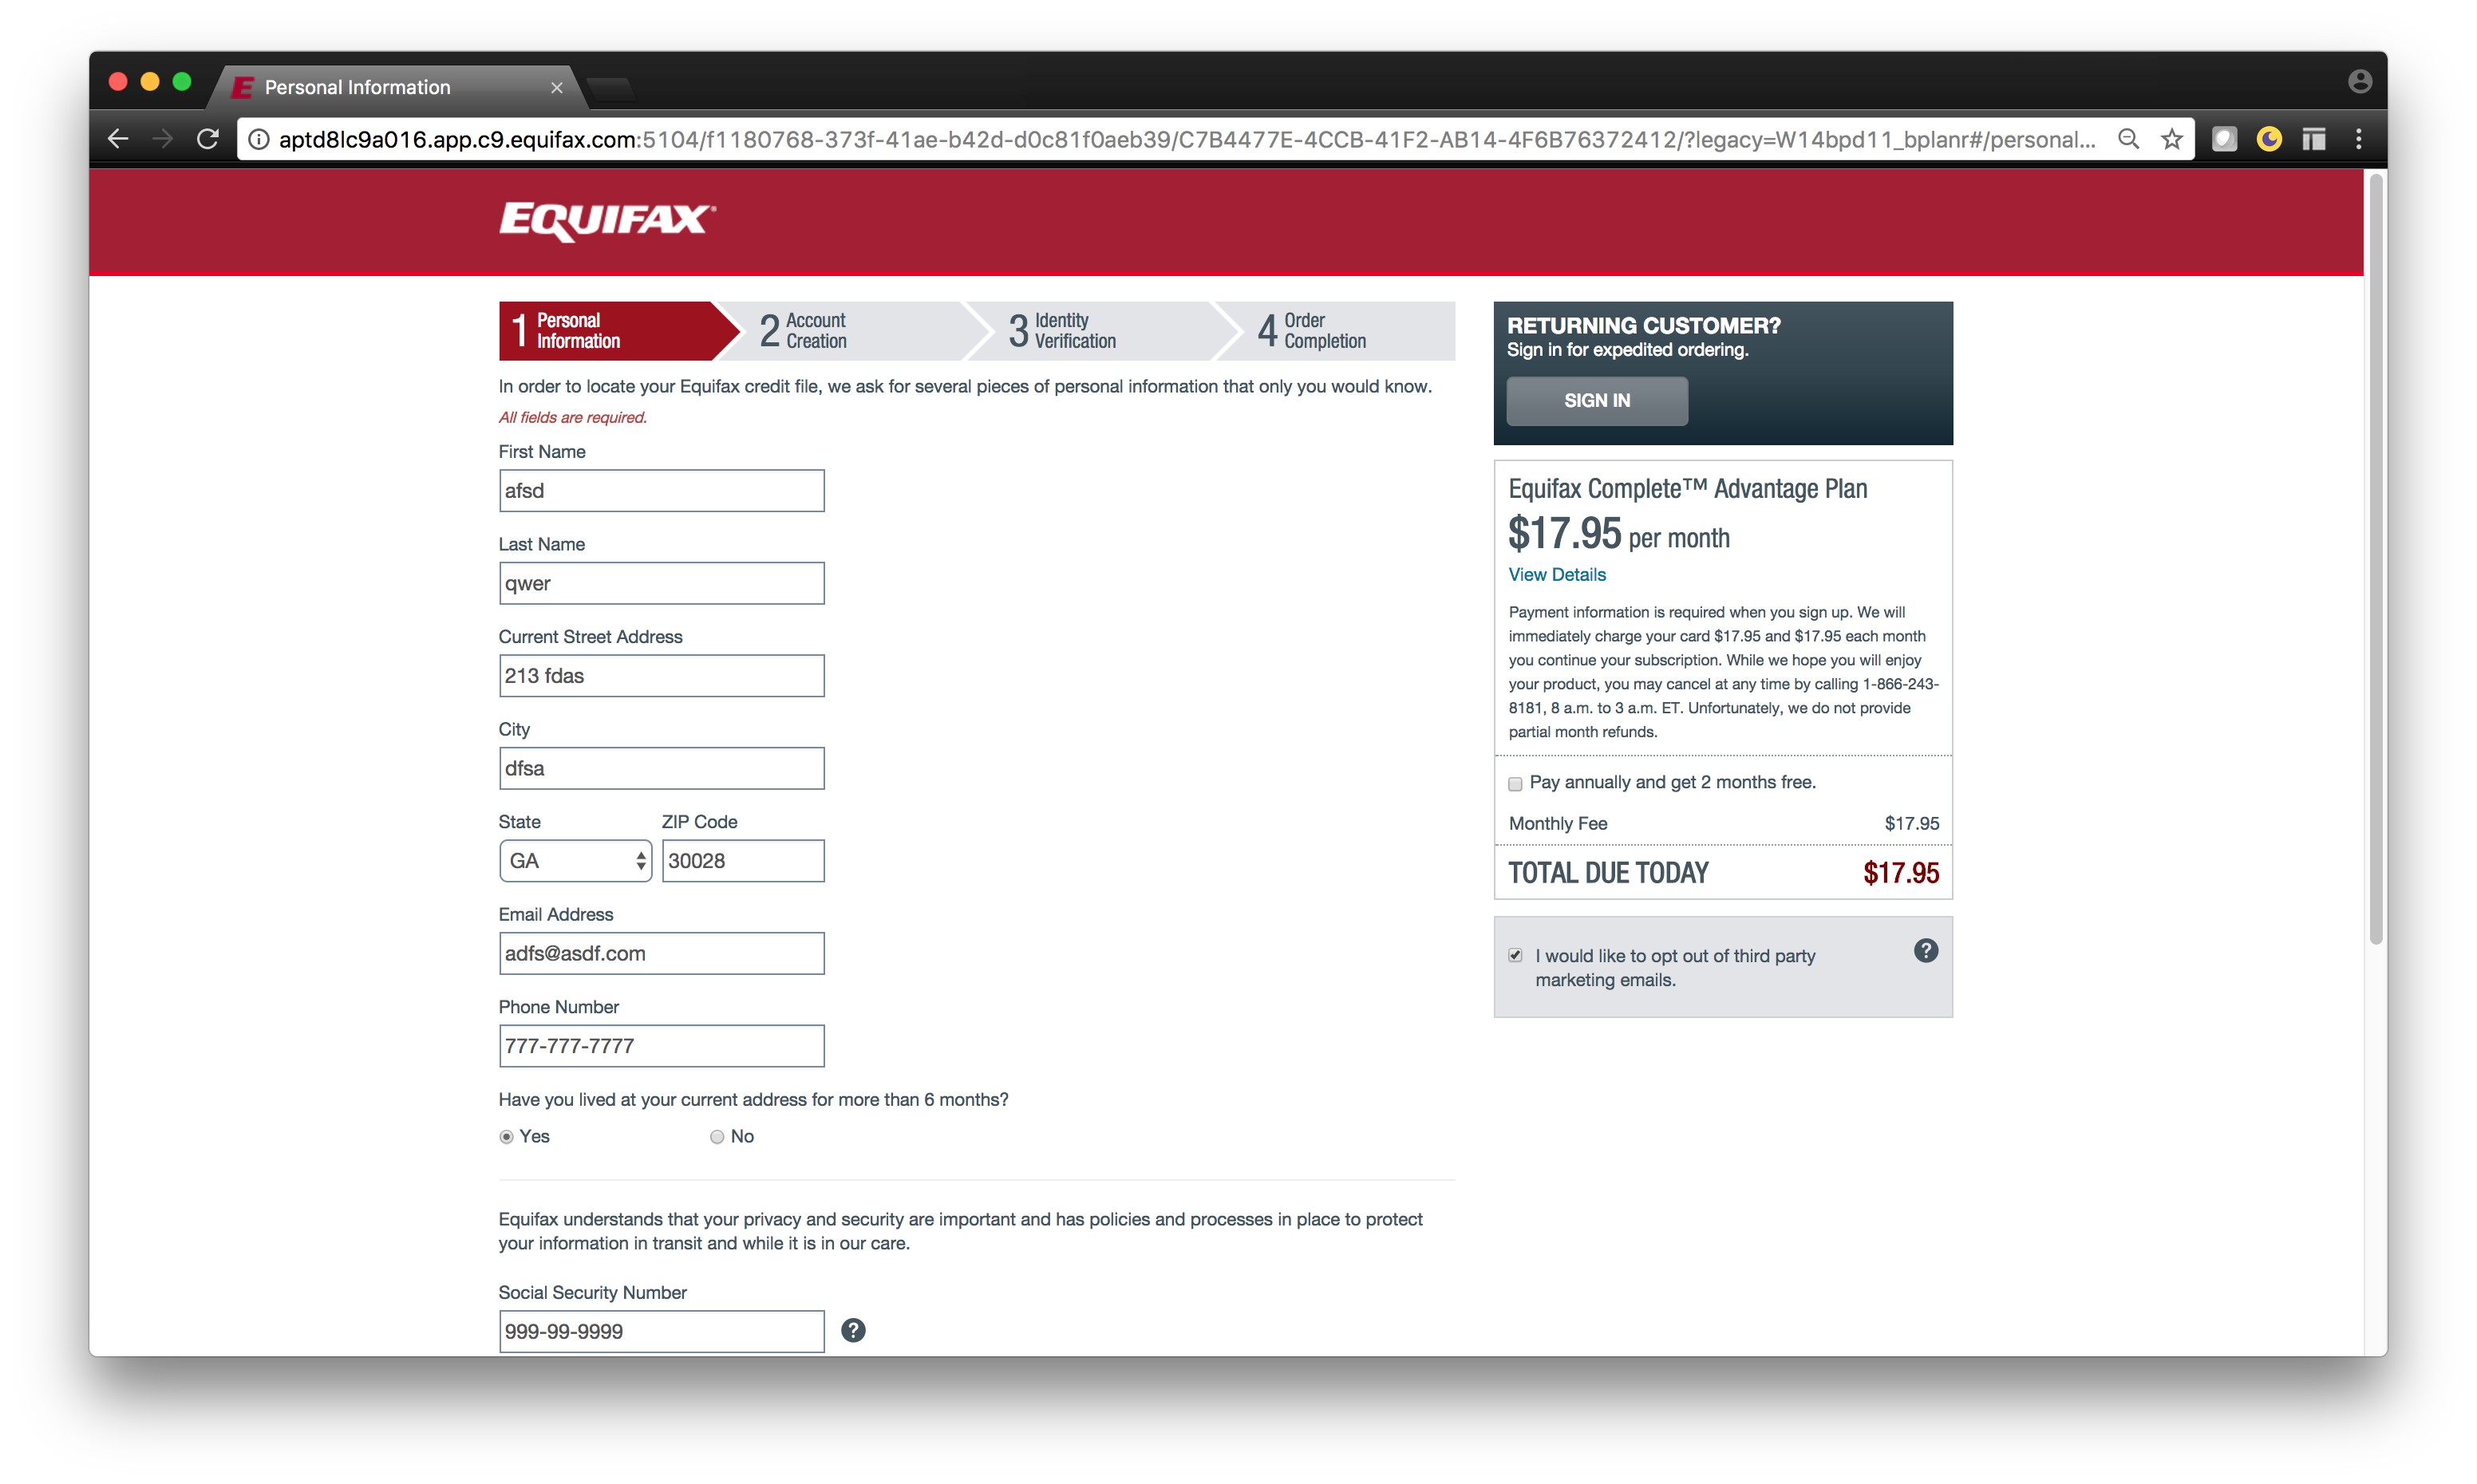 Personal Information
aptd8lc9a016.app.c9.equifax.com:5104/f1180768-373f-41ae-b42d-d0c81f0aeb39/C7B4477E-4CCB-41F2-AB14-4F6B76372412/?legacy=W14bpd11_bplanr#/personal...
EQUIFAX
1 Personal Information
2 Account Creation
3 Identity Verification
4 Order Completion
In order to locate your Equifax credit file, we ask for several pieces of personal information that only you would know.
All fields are required.
First Name
afsd
Last Name
qwer
Current Street Address
213 fdas
City
dfsa
State ZIP Code
GA 30028
Email Address
adfs@asdf.com
Phone Number
777-777-7777
Have you lived at your current address for more than 6 months?
Yes No
Equifax understands that your privacy and security are important and has policies and processes in place to protect
your information in transit and while it is in our care.
Social Security Number
999-99-9999 ?
RETURNING CUSTOMER?
Sign in for expedited ordering.
SIGN IN
Equifax Complete™ Advantage Plan
$17.95 per month
View Details
Payment information is required when you sign up. We will
immediately charge your card $17.95 and $17.95 each month
you continue your subscription. While we hope you will enjoy
your product, you may cancel at any time by calling 1-866-243-
8181, 8 a.m. to 3 a.m. ET. Unfortunately, we do not provide
partial month refunds.
Pay annually and get 2 months free.
Monthly Fee $17.95
TOTAL DUE TODAY $17.95
I would like to opt out of third party ?
marketing emails.